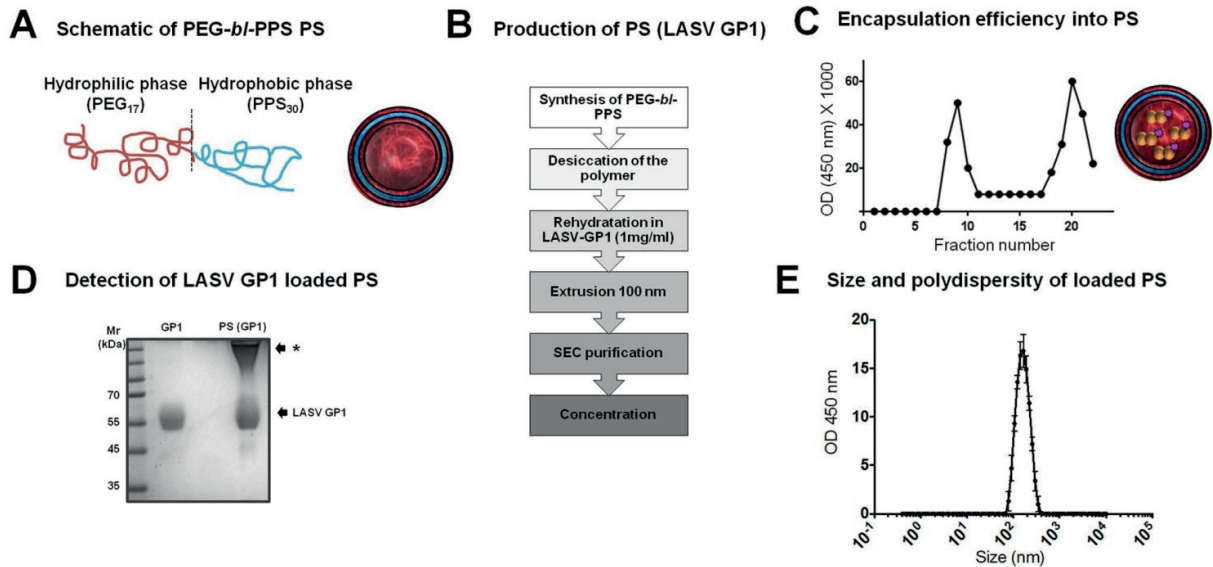 A Schematic of PEG-bl-PPS PS
Hydrophilic phase
(PEG17)
Hydrophobic phase
(PPS30)
B Production of PS (LASV GP1)
Synthesis of PEG-bl-
PPS
Desiccation of the
polymer
Rehydratation in
LASV-GP1 (1mg/ml)
Extrusion 100 nm
SEC purification
Concentration
C Encapsulation efficiency into PS
OD (450 nm) X 1000
60
40
20
0 5 10 15 20
Fraction number
D Detection of LASV GP1 loaded PS
Mr
(kDa)
GP1
PS (GP1)
*
70
55
45
35
LASV GP1
E Size and polydispersity of loaded PS
OD 450 nm
20
15
10
5
0
10-1 100 101 102 103 104 105
Size (nm)